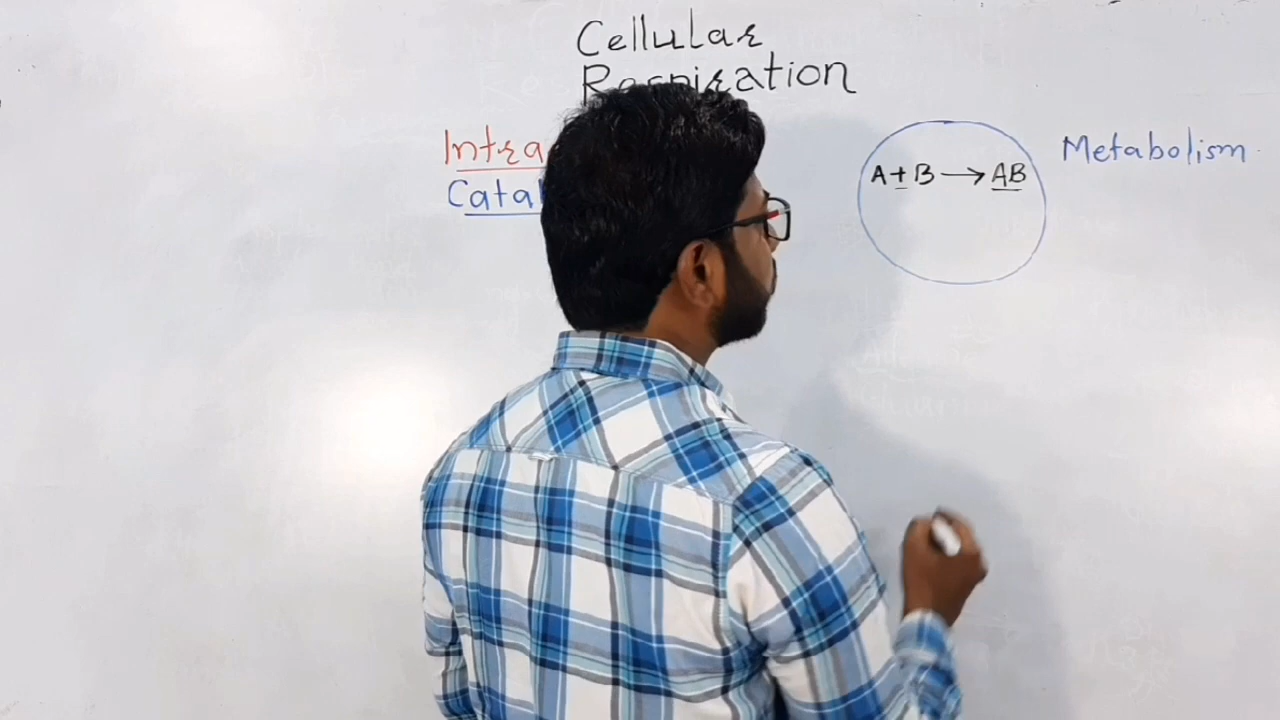 Cellular
Respiration
Intra
Cata
A + B → AB
Metabolism